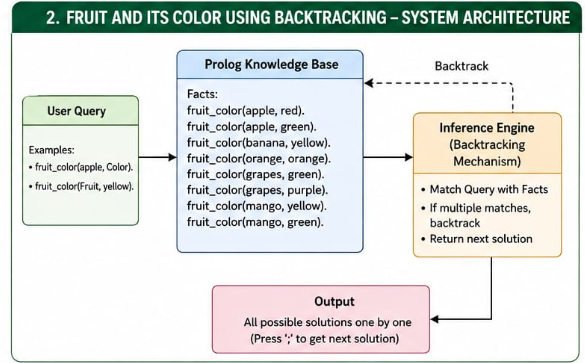 2. FRUIT AND ITS COLOR USING BACKTRACKING – SYSTEM ARCHITECTURE
User Query
Examples:
• fruit_color(apple, Color).
• fruit_color(Fruit, yellow).
Prolog Knowledge Base
Facts:
fruit_color(apple, red).
fruit_color(apple, green).
fruit_color(banana, yellow).
fruit_color(orange, orange).
fruit_color(grapes, green).
fruit_color(grapes, purple).
fruit_color(mango, yellow).
fruit_color(mango, green).
Backtrack
Inference Engine
(Backtracking
Mechanism)
• Match Query with Facts
• If multiple matches,
backtrack
• Return next solution
Output
All possible solutions one by one
(Press ‘;’ to get next solution)